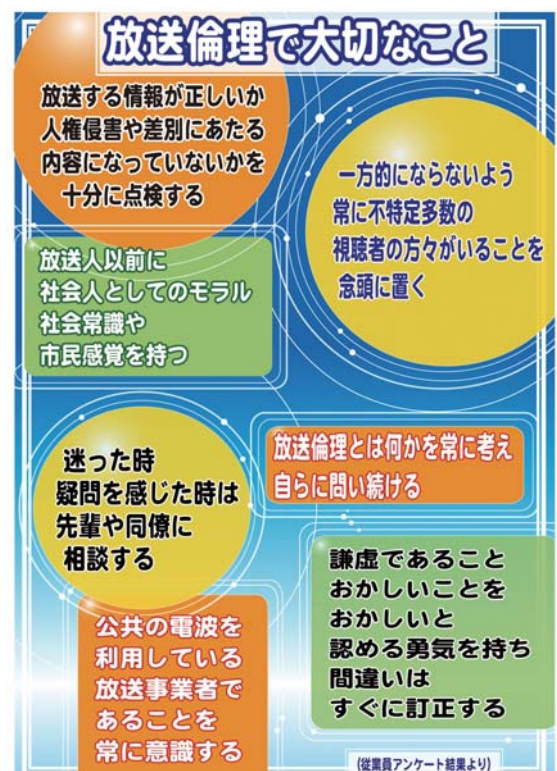 放送倫理で大切なこと
放送する情報が正しいか
人権侵害や差別にあたる
内容になっていないかを
十分に点検する
一方的にならないよう
常に不特定多数の
視聴者の方々がいることを
念頭に置く
放送人以前に
社会人としてのモラル
社会常識や
市民感覚を持つ
放送倫理とは何かを常に考え
自らに問い続ける
迷った時
疑問を感じた時は
先輩や同僚に
相談する
謙虚であること
おかしいことを
おかしいと
認める勇気を持ち
間違いは
すぐに訂正する
公共の電波を
利用している
放送事業者で
あることを
常に意識する
(従業員アンケート結果より)